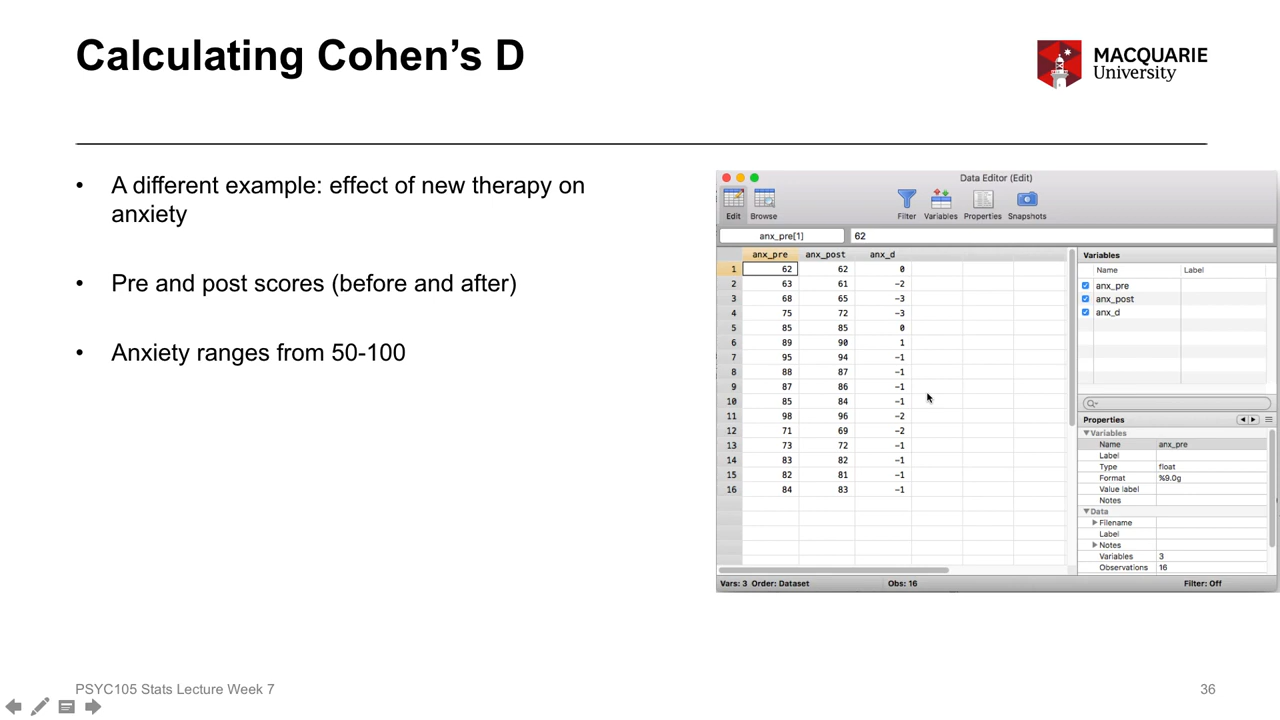 Calculating Cohen’s D
MACQUARIE
University
• A different example: effect of new therapy on
anxiety
• Pre and post scores (before and after)
• Anxiety ranges from 50-100
Data Editor (Edit)
Edit Browse Filter Variables Properties Snapshots
anx_pre[1] 62
anx_pre anx_post anx_d
1 62 62 0
2 63 61 -2
3 68 65 -3
4 75 72 -3
5 85 85 0
6 89 90 1
7 95 94 -1
8 88 87 -1
9 87 86 -1
10 85 84 -1
11 98 96 -2
12 71 69 -2
13 73 72 -1
14 83 82 -1
15 82 81 -1
16 84 83 -1
Variables
Name Label
anx_pre
anx_post
anx_d
Properties
Variables
Name anx_pre
Label
Type float
Format %9.0g
Value label
Notes
Data
Filename
Label
Notes
Variables 3
Observations 16
Vars: 3 Order: Dataset Obs: 16 Filter: Off
PSYC105 Stats Lecture Week 7 36